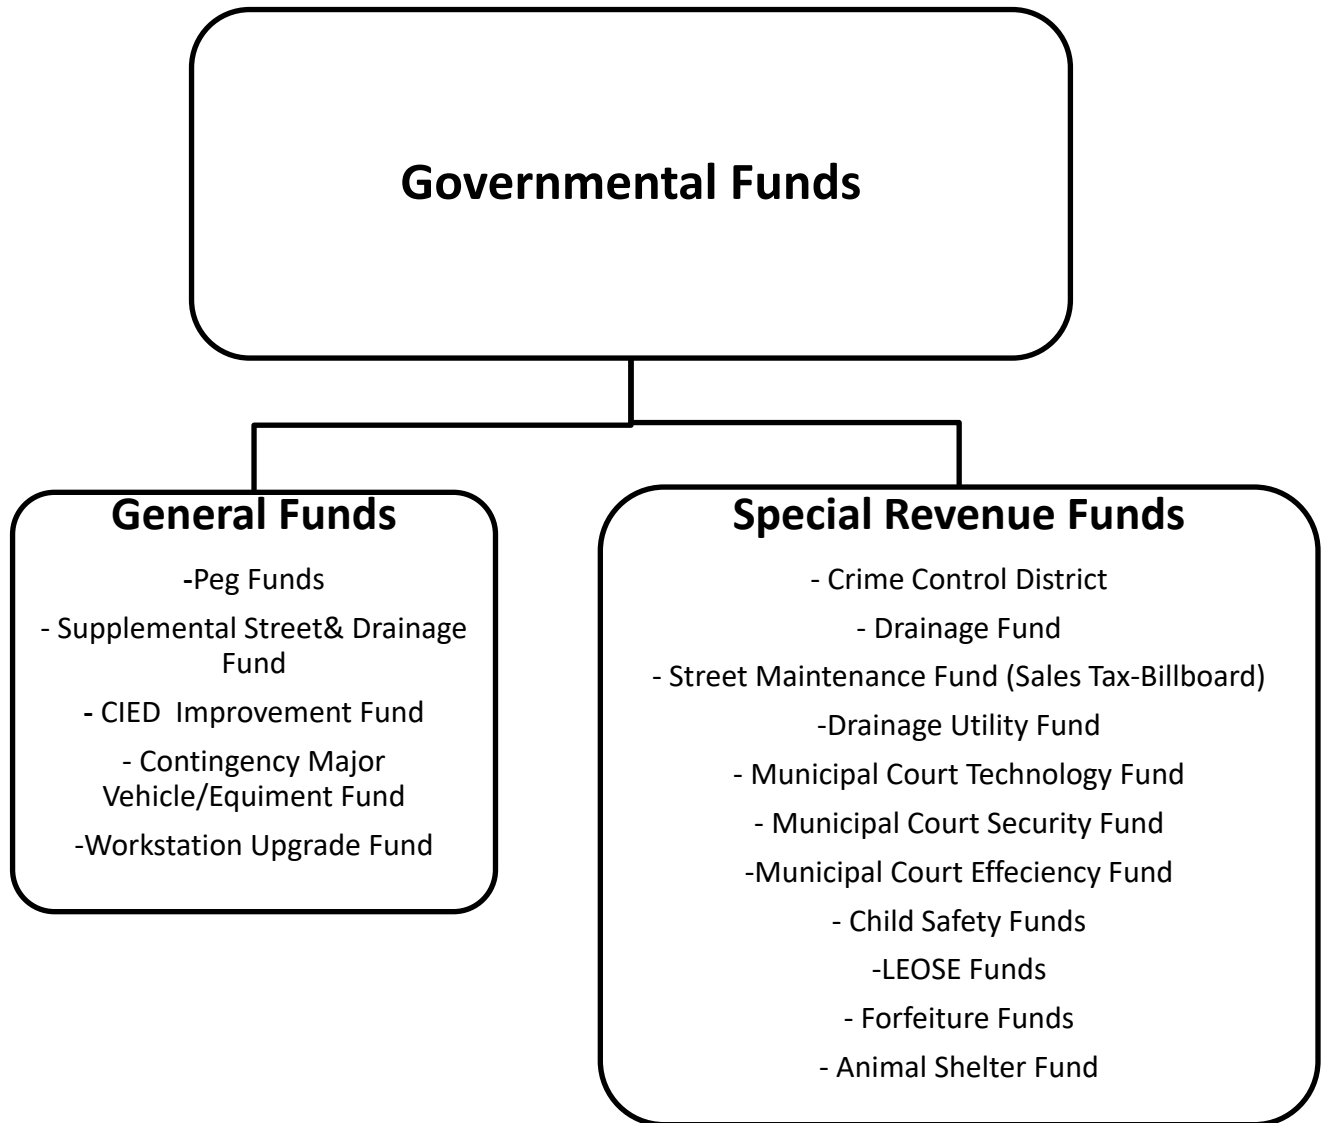 Governmental Funds
General Funds
-Peg Funds
- Supplemental Street& Drainage
Fund
- CIED  Improvement Fund
- Contingency Major
Vehicle/Equiment Fund
-Workstation Upgrade Fund
Special Revenue Funds
- Crime Control District
- Drainage Fund
- Street Maintenance Fund (Sales Tax-Billboard)
-Drainage Utility Fund
- Municipal Court Technology Fund
- Municipal Court Security Fund
-Municipal Court Effeciency Fund
- Child Safety Funds
-LEOSE Funds
- Forfeiture Funds
- Animal Shelter Fund